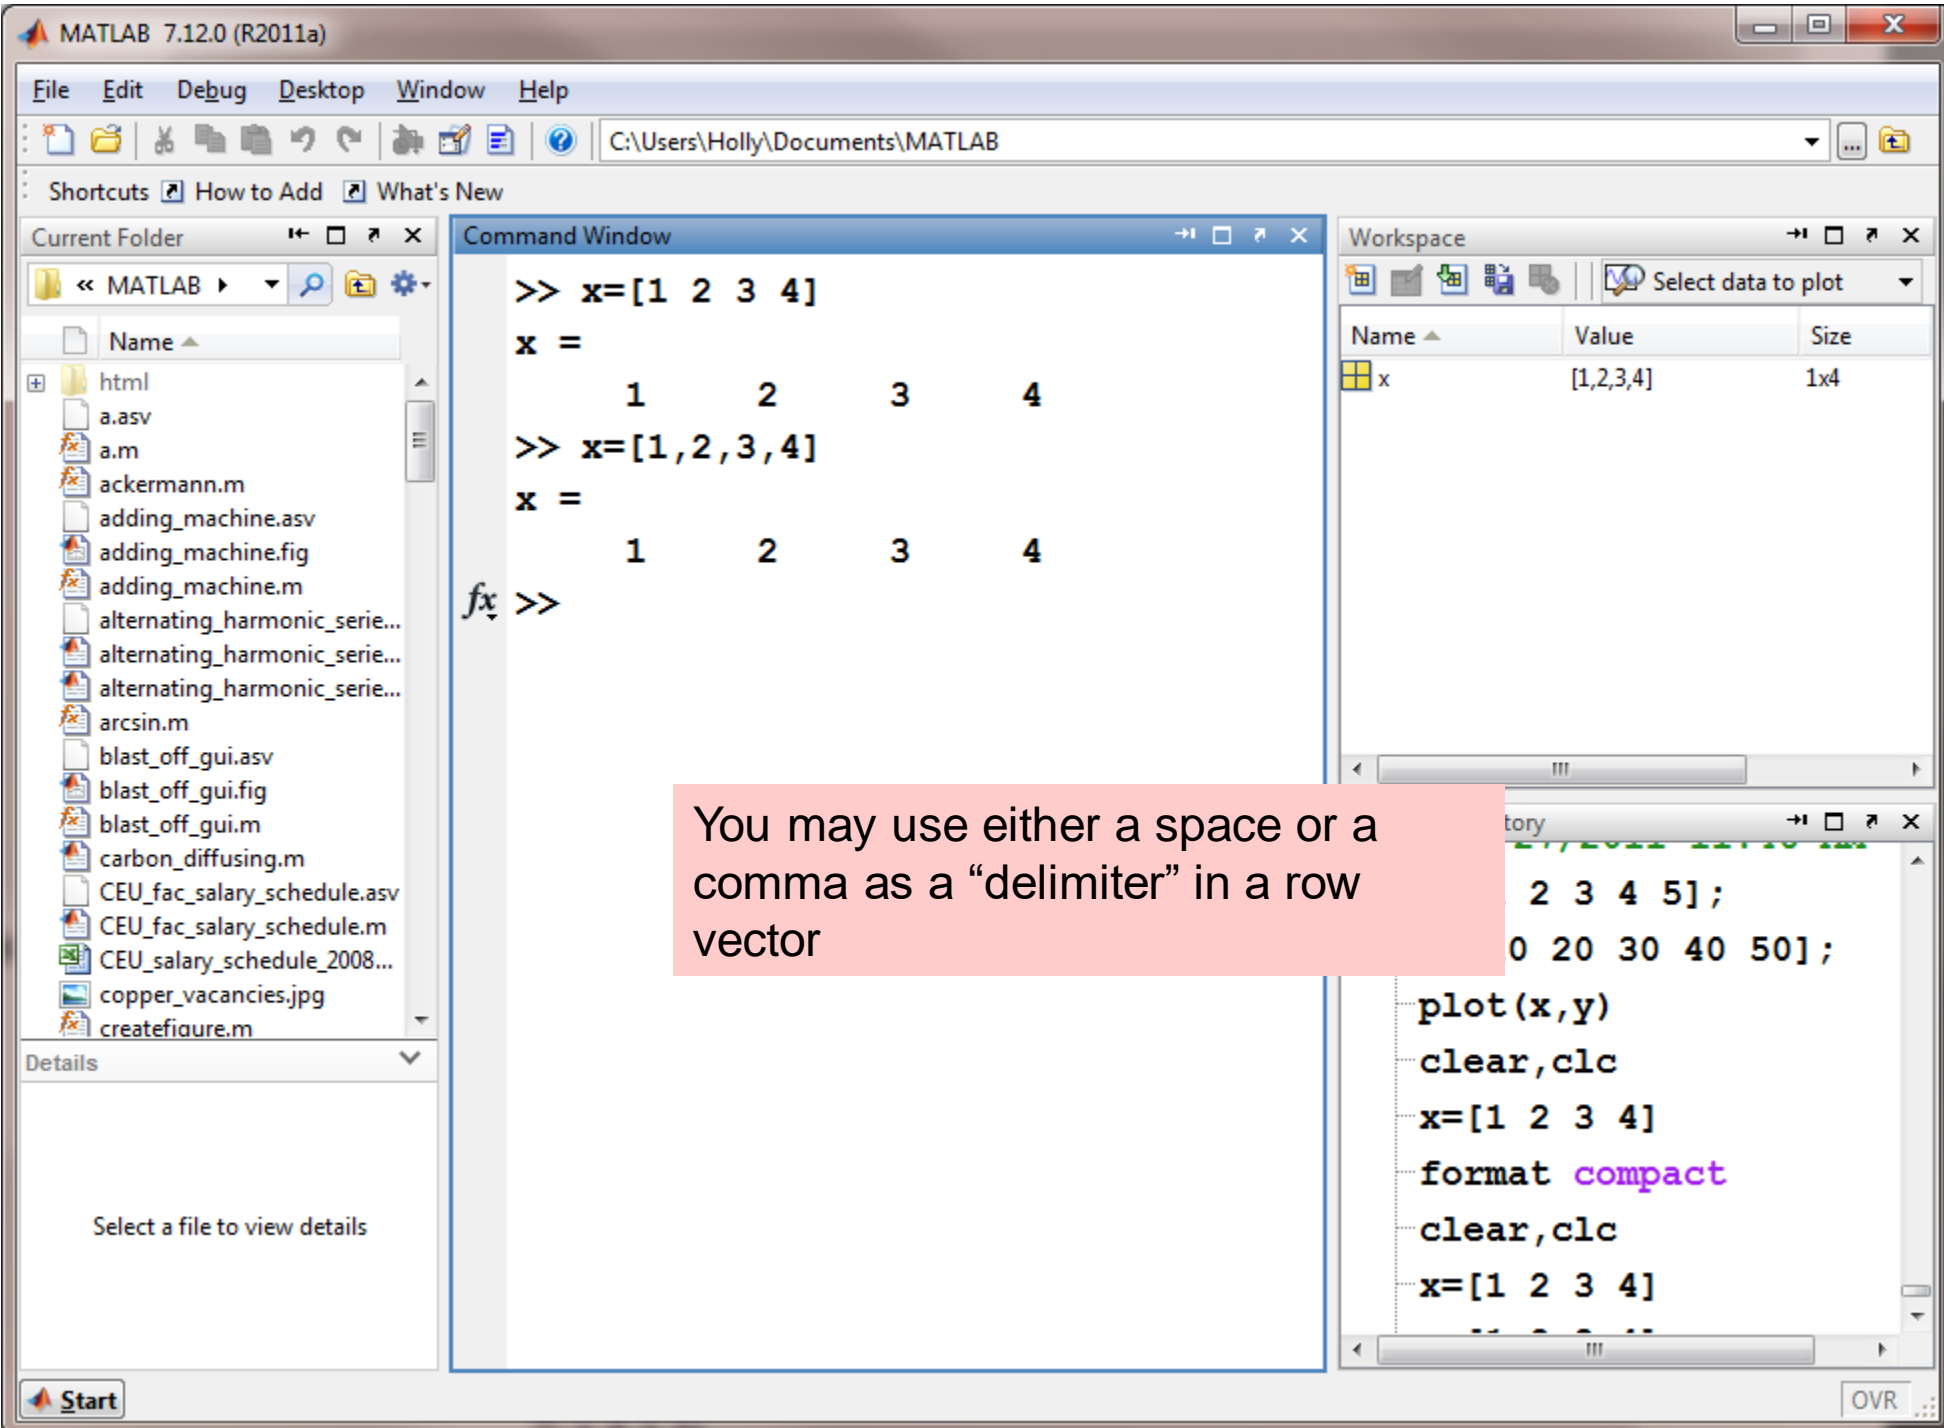 MATLAB 7.12.0 (R2011a)
File Edit Debug Desktop Window Help
C:\Users\Holly\Documents\MATLAB
Shortcuts How to Add What's New
Current Folder
« MATLAB
Name
html
a.asv
a.m
ackermann.m
adding_machine.asv
adding_machine.fig
adding_machine.m
alternating_harmonic_serie...
alternating_harmonic_serie...
alternating_harmonic_serie...
arcsin.m
blast_off_gui.asv
blast_off_gui.fig
blast_off_gui.m
carbon_diffusing.m
CEU_fac_salary_schedule.asv
CEU_fac_salary_schedule.m
CEU_salary_schedule_2008...
copper_vacancies.jpg
createfigure.m
Details
Select a file to view details
Command Window
>> x=[1 2 3 4]
x =
1 2 3 4
>> x=[1,2,3,4]
x =
1 2 3 4
fx >>
You may use either a space or a
comma as a “delimiter” in a row
vector
Workspace
Select data to plot
Name Value Size
x [1,2,3,4] 1x4
tory
2 3 4 5];
0 20 30 40 50];
plot(x,y)
clear,clc
x=[1 2 3 4]
format compact
clear,clc
x=[1 2 3 4]
Start
OVR